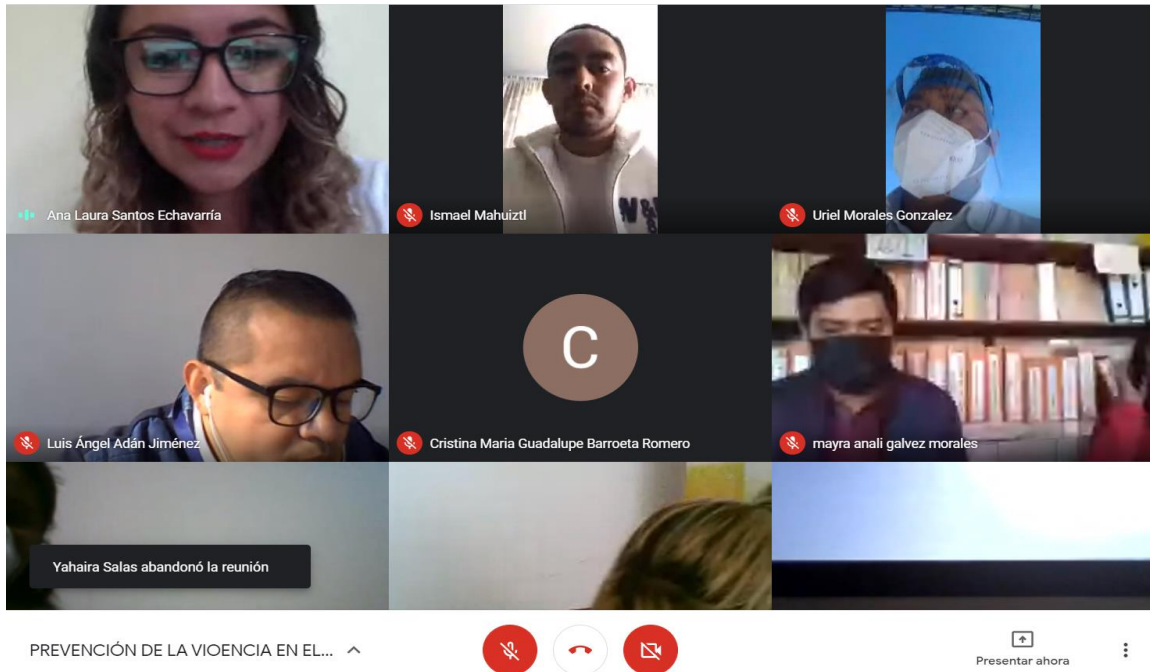 Ana Laura Santos Echavarría
Ismael Mahuiztl
Uriel Morales Gonzalez
Luis Ángel Adán Jiménez
C
Cristina Maria Guadalupe Barroeta Romero
mayra anali galvez morales
Yahaira Salas abandonó la reunión
PREVENCIÓN DE LA VIOENCIA EN EL...
Presentar ahora